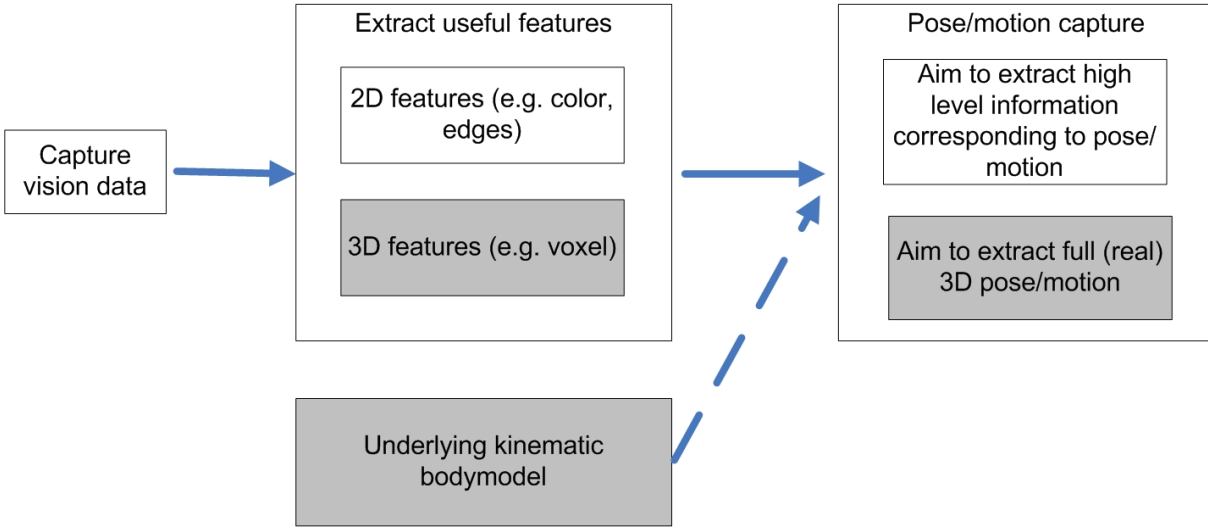 Capture
vision data
Extract useful features
2D features (e.g. color,
edges)
3D features (e.g. voxel)
Underlying kinematic
bodymodel
Pose/motion capture
Aim to extract high
level information
corresponding to pose/
motion
Aim to extract full (real)
3D pose/motion